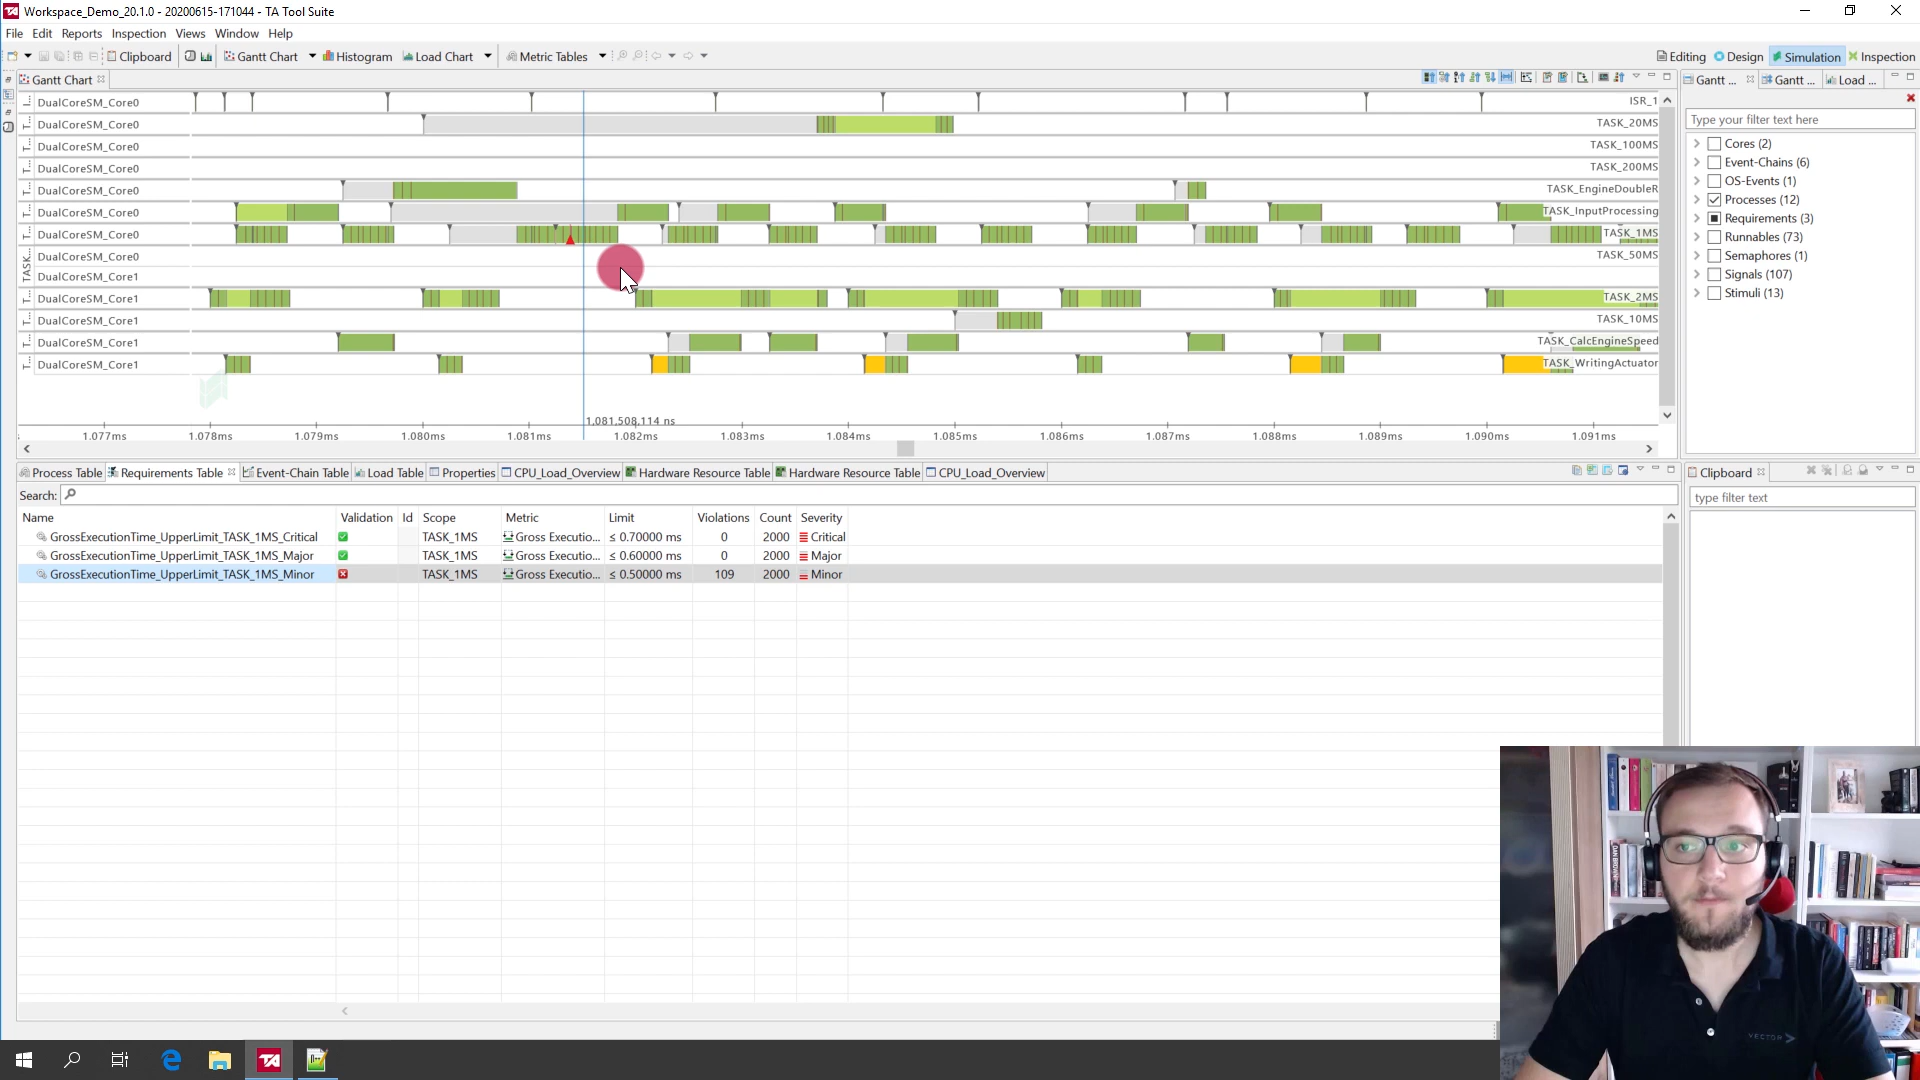 Workspace_Demo_20.1.0 - 20200615-171044 - TA Tool Suite
File Edit Reports Inspection Views Window Help
Clipboard Gantt Chart Histogram Load Chart Metric Tables Editing Design Simulation Inspection
Gantt Chart Gantt ... Gantt ... Load ...
DualCoreSM_Core0 ISR_1
DualCoreSM_Core0 TASK_20MS
DualCoreSM_Core0 TASK_100MS
DualCoreSM_Core0 TASK_200MS
DualCoreSM_Core0 TASK_EngineDoubleR
DualCoreSM_Core0 TASK_InputProcessing
DualCoreSM_Core0 TASK_1MS
DualCoreSM_Core0 TASK_50MS
TASK.
DualCoreSM_Core1
DualCoreSM_Core1 TASK_2MS
DualCoreSM_Core1 TASK_10MS
DualCoreSM_Core1 TASK_CalcEngineSpeed
DualCoreSM_Core1 TASK_WritingActuator
1,081,508,114 ns
1.077ms 1.078ms 1.079ms 1.080ms 1.081ms 1.082ms 1.083ms 1.084ms 1.085ms 1.086ms 1.087ms 1.088ms 1.089ms 1.090ms 1.091ms
Type your filter text here
Cores (2)
Event-Chains (6)
OS-Events (1)
Processes (12)
Requirements (3)
Runnables (73)
Semaphores (1)
Signals (107)
Stimuli (13)
Process Table Requirements Table Event-Chain Table Load Table Properties CPU_Load_Overview Hardware Resource Table Hardware Resource Table CPU_Load_Overview
Search:
Name Validation Id Scope Metric Limit Violations Count Severity
GrossExecutionTime_UpperLimit_TASK_1MS_Critical TASK_1MS Gross Executio... ≤ 0.70000 ms 0 2000 Critical
GrossExecutionTime_UpperLimit_TASK_1MS_Major TASK_1MS Gross Executio... ≤ 0.60000 ms 0 2000 Major
GrossExecutionTime_UpperLimit_TASK_1MS_Minor TASK_1MS Gross Executio... ≤ 0.50000 ms 109 2000 Minor
Clipboard
type filter text
TA
VECTOR